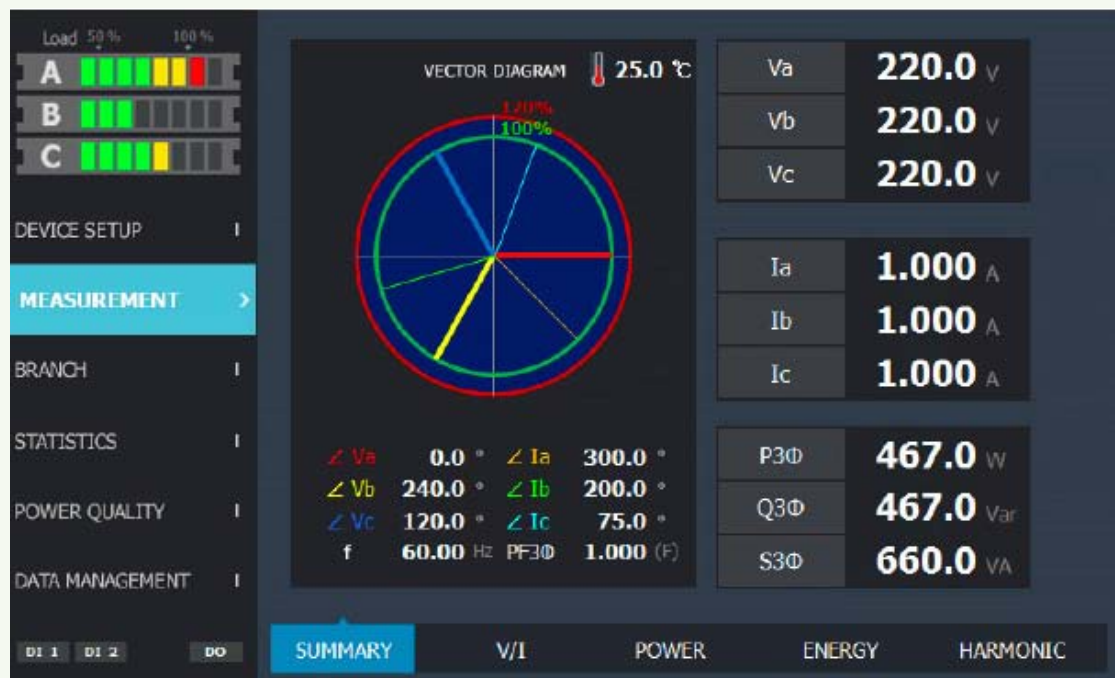 Load 50 % 100 %
A
B
C
DEVICE SETUP
MEASUREMENT >
BRANCH
STATISTICS
POWER QUALITY
DATA MANAGEMENT
DI 1 DI 2 DO
VECTOR DIAGRAM 25.0 ℃
120%
100%
∠ Va 0.0 ° ∠ Ia 300.0 °
∠ Vb 240.0 ° ∠ Ib 200.0 °
∠ Vc 120.0 ° ∠ Ic 75.0 °
f 60.00 Hz PF3Φ 1.000 (F)
Va 220.0 V
Vb 220.0 V
Vc 220.0 V
Ia 1.000 A
Ib 1.000 A
Ic 1.000 A
P3Φ 467.0 W
Q3Φ 467.0 Var
S3Φ 660.0 VA
SUMMARY V/I POWER ENERGY HARMONIC